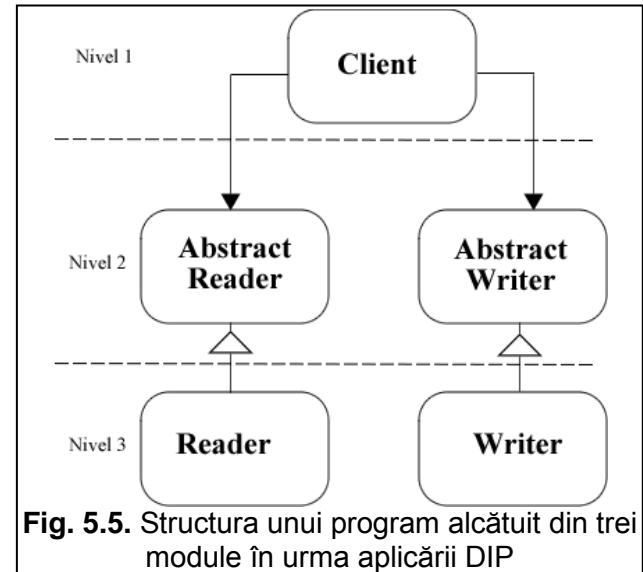 Nivel 1
Client
Nivel 2
Abstract
Reader
Abstract
Writer
Nivel 3
Reader
Writer
Fig. 5.5. Structura unui program alcătuit din trei
module în urma aplicării DIP